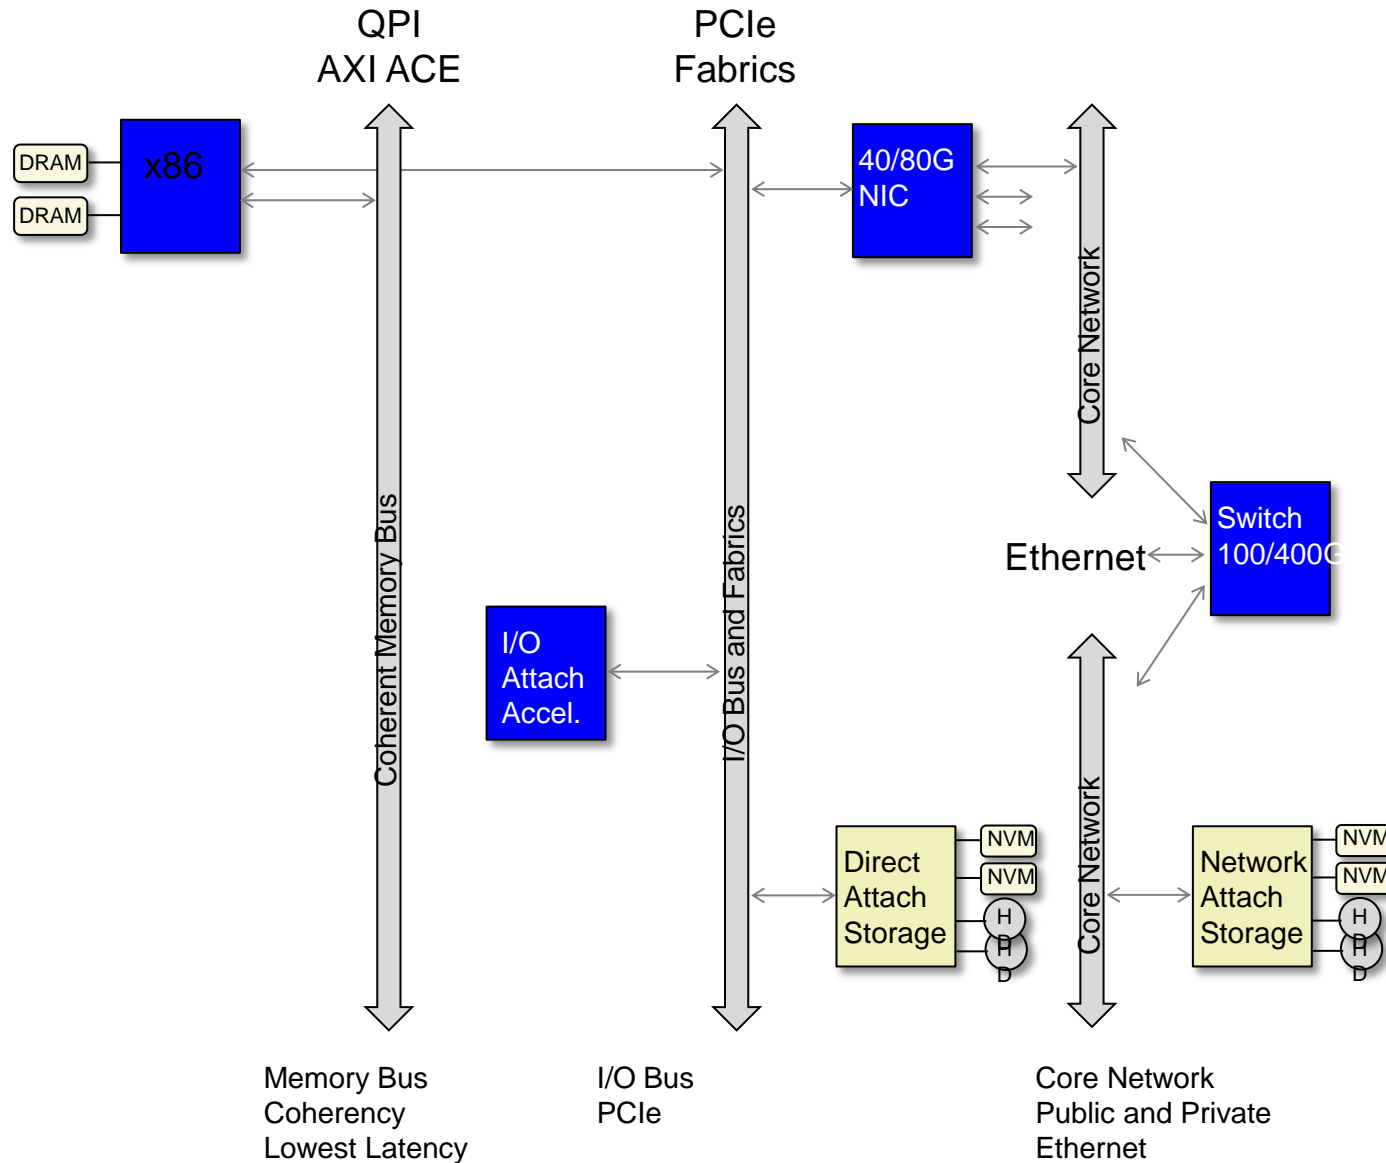 QPI
AXI ACE
PCIe
Fabrics
DRAM
DRAM
x86
40/80G
NIC
Core Network
Coherent Memory Bus
I/O Bus and Fabrics
Switch
100/400G
Ethernet
I/O
Attach
Accel.
Direct
Attach
Storage
NVM
NVM
H
D
H
D
Core Network
Network
Attach
Storage
NVM
NVM
H
D
H
D
Memory Bus
Coherency
Lowest Latency
I/O Bus
PCIe
Core Network
Public and Private
Ethernet